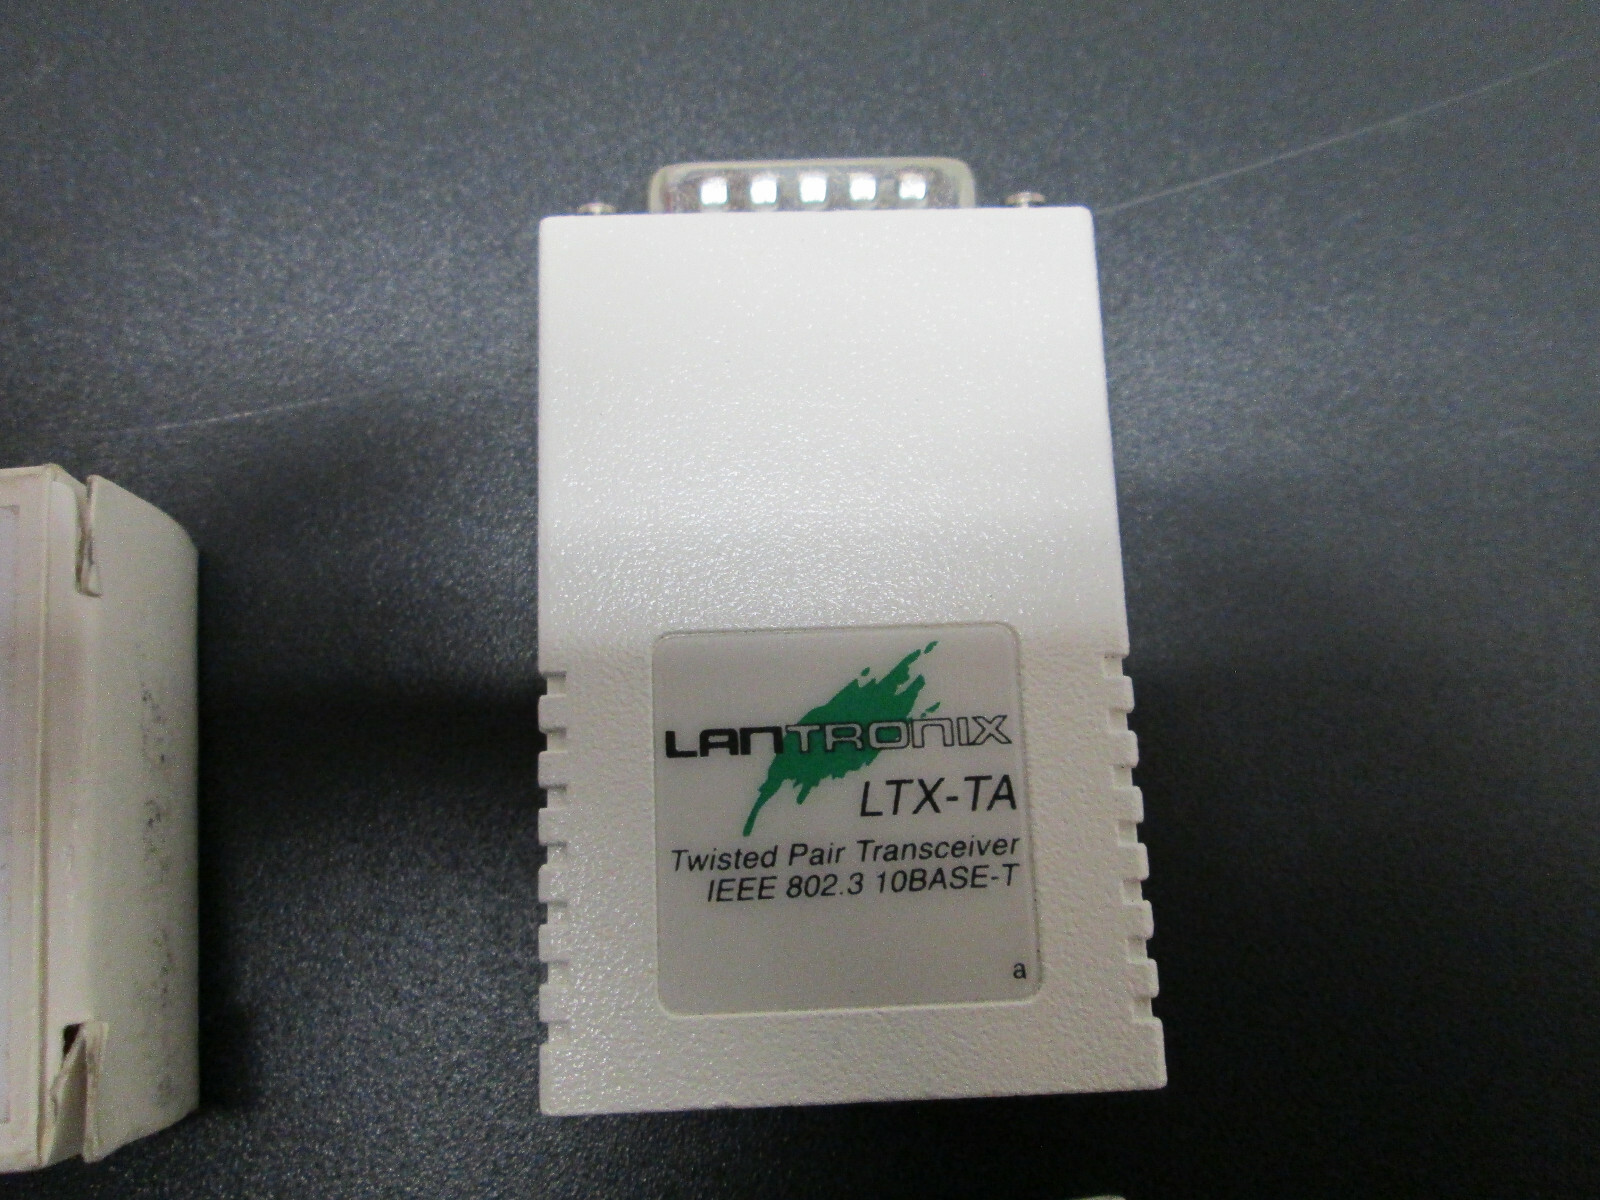 LANTRONIX
LTX-TA
Twisted Pair Transceiver
IEEE 802.3 10BASE-T
a